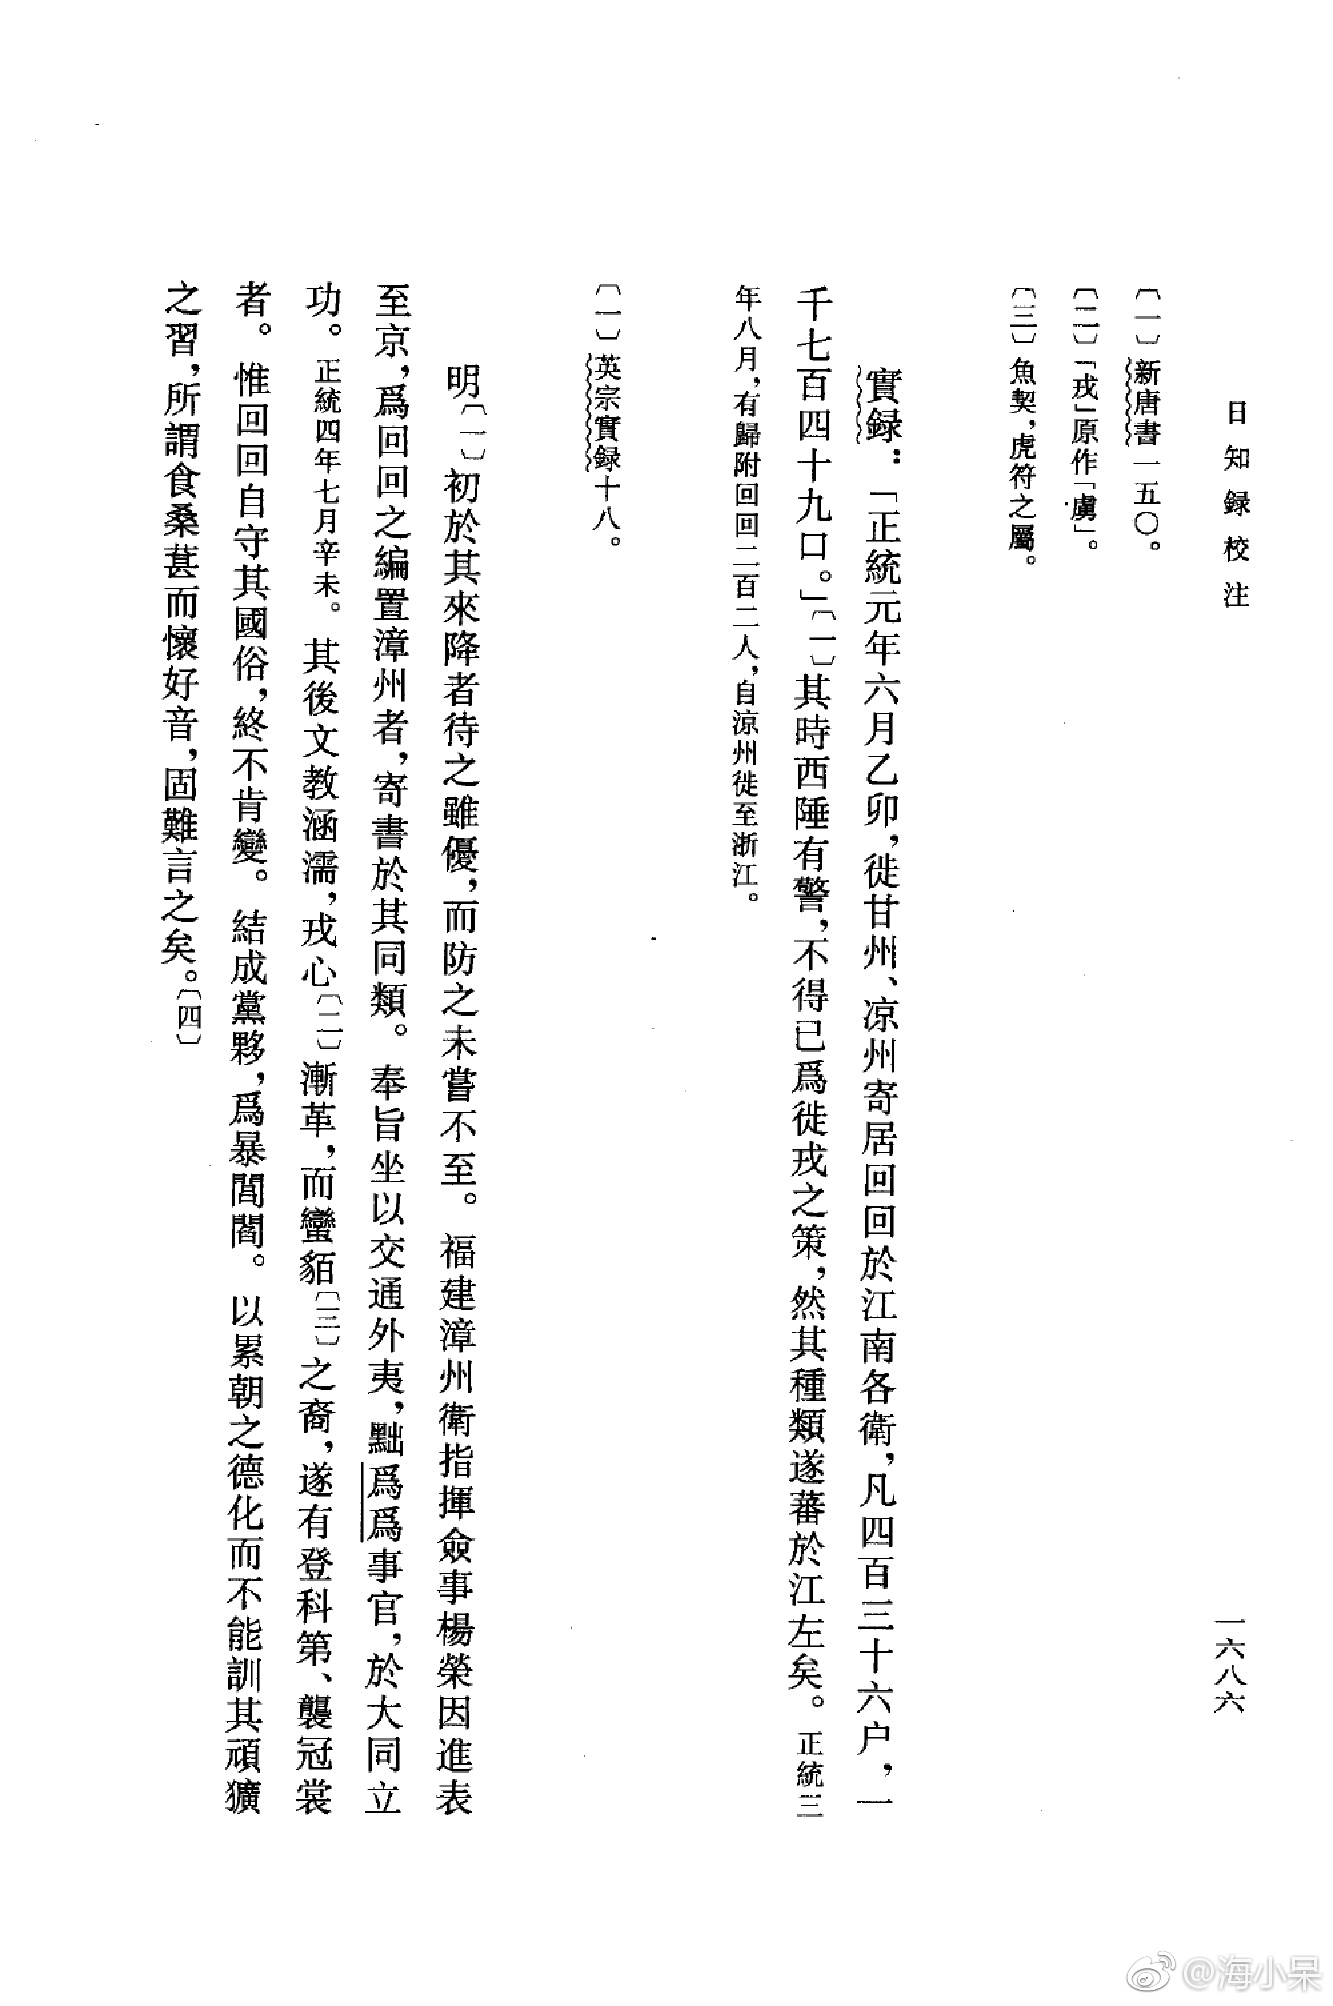 日知録校注
一六八六
〔一〕新唐書一五〇。
〔二〕「戎」原作「虜」。
〔三〕魚契，虎符之屬。
實録：「正統元年六月乙卯，徙甘州、凉州寄居回回於江南各衛，凡四百三十六户，一
千七百四十九口。」〔一〕其時西陲有警，不得已爲徙戎之策，然其種類遂蕃於江左矣。正統三
年八月，有歸附回回二百二人，自凉州徙至浙江。
〔一〕英宗實録十八。
明〔一〕初於其來降者待之雖優，而防之未嘗不至。福建漳州衛指揮僉事楊榮因進表
至京，爲回回之編置漳州者，寄書於其同類。奉旨坐以交通外夷，黜爲爲事官，於大同立
功。正統四年七月辛未。其後文教涵濡，戎心〔二〕漸革，而蠻貊〔三〕之裔，遂有登科第、襲冠裳
者。惟回回自守其國俗，終不肯變。結成黨夥，爲暴閭閻。以累朝之德化而不能訓其頑獷
之習，所謂食桑葚而懷好音，固難言之矣。〔四〕
@海小呆